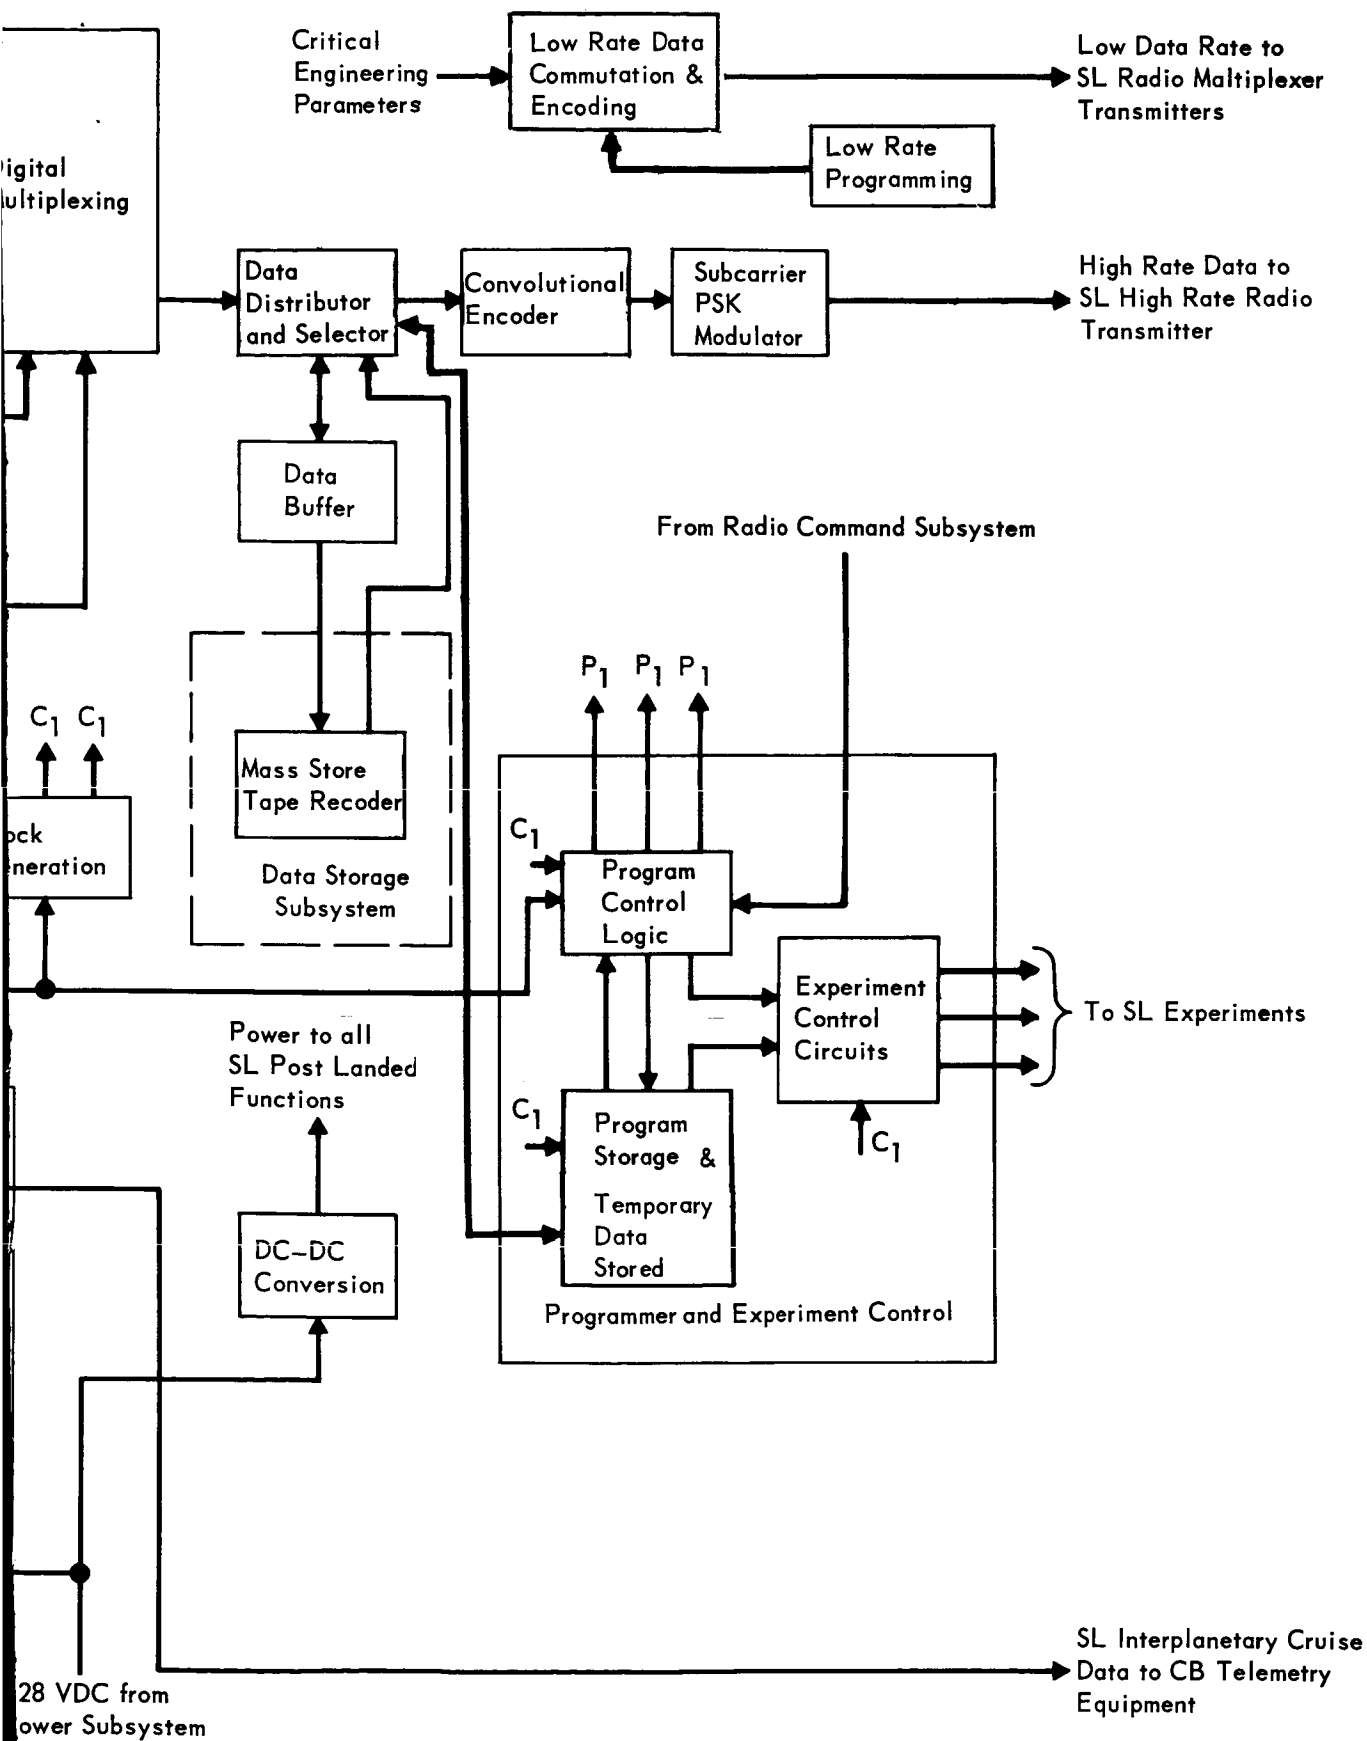 Critical
Engineering
Parameters
Low Rate Data
Commutation &
Encoding
Low Data Rate to
SL Radio Maltiplexer
Transmitters
Low Rate
Programming
igital
ultiplexing
Data
Distributor
and Selector
Convolutional
Encoder
Subcarrier
PSK
Modulator
High Rate Data to
SL High Rate Radio
Transmitter
Data
Buffer
From Radio Command Subsystem
P1 P1 P1
C1 C1
Mass Store
Tape Recoder
Data Storage
Subsystem
ock
neration
C1
Program
Control
Logic
Experiment
Control
Circuits
To SL Experiments
C1
Power to all
SL Post Landed
Functions
C1
Program
Storage &
Temporary
Data
Stored
DC-DC
Conversion
Programmer and Experiment Control
SL Interplanetary Cruise
Data to CB Telemetry
Equipment
28 VDC from
ower Subsystem